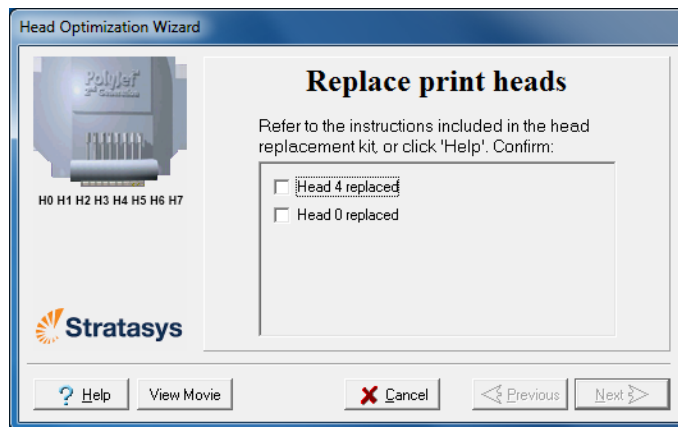 Head Optimization Wizard
PolyJet
2nd Generation
H0 H1 H2 H3 H4 H5 H6 H7
Stratasys
Replace print heads
Refer to the instructions included in the head
replacement kit, or click 'Help'. Confirm:
Head 4 replaced
Head 0 replaced
? Help
View Movie
Cancel
Previous
Next